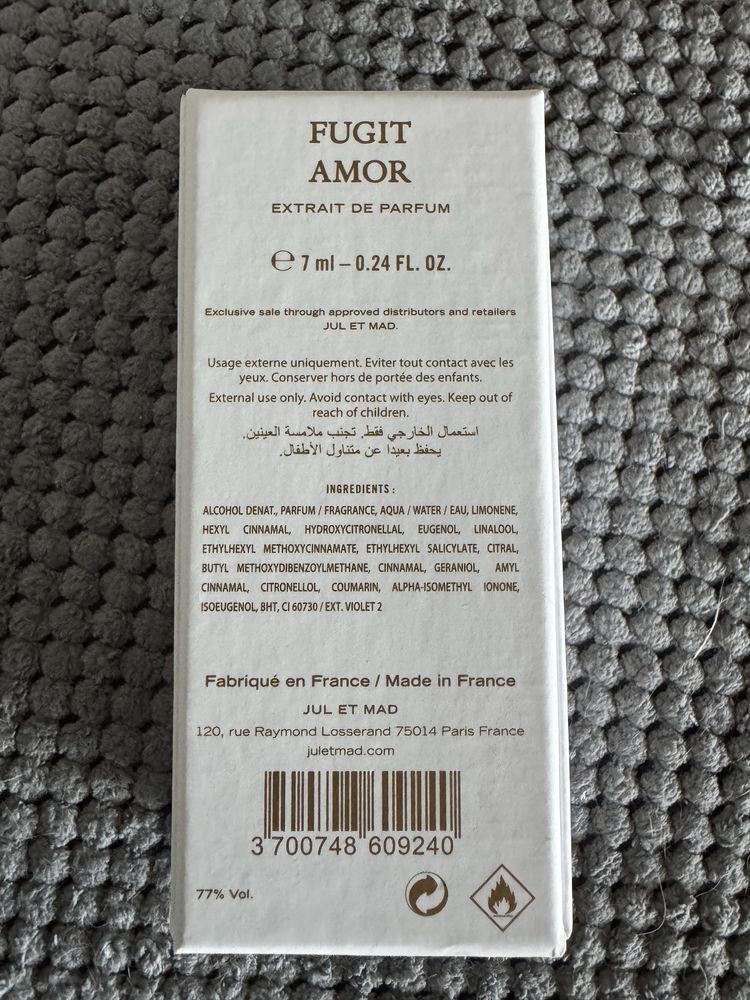 FUGIT
AMOR
EXTRAIT DE PARFUM
℮ 7 ml – 0.24 FL. OZ.
Exclusive sale through approved distributors and retailers
JUL ET MAD.
Usage externe uniquement. Eviter tout contact avec les
yeux. Conserver hors de portée des enfants.
External use only. Avoid contact with eyes. Keep out of
reach of children.
استعمال الخارجي فقط. تجنب ملامسة العينين.
يحفظ بعيدا عن متناول الأطفال.
INGREDIENTS :
ALCOHOL DENAT., PARFUM / FRAGRANCE, AQUA / WATER / EAU, LIMONENE,
HEXYL CINNAMAL, HYDROXYCITRONELLAL, EUGENOL, LINALOOL,
ETHYLHEXYL METHOXYCINNAMATE, ETHYLHEXYL SALICYLATE, CITRAL,
BUTYL METHOXYDIBENZOYLMETHANE, CINNAMAL, GERANIOL, AMYL
CINNAMAL, CITRONELLOL, COUMARIN, ALPHA-ISOMETHYL IONONE,
ISOEUGENOL, BHT, CI 60730 / EXT. VIOLET 2
Fabriqué en France / Made in France
JUL ET MAD
120, rue Raymond Losserand 75014 Paris France
juletmad.com
3 700748 609240
77% Vol.